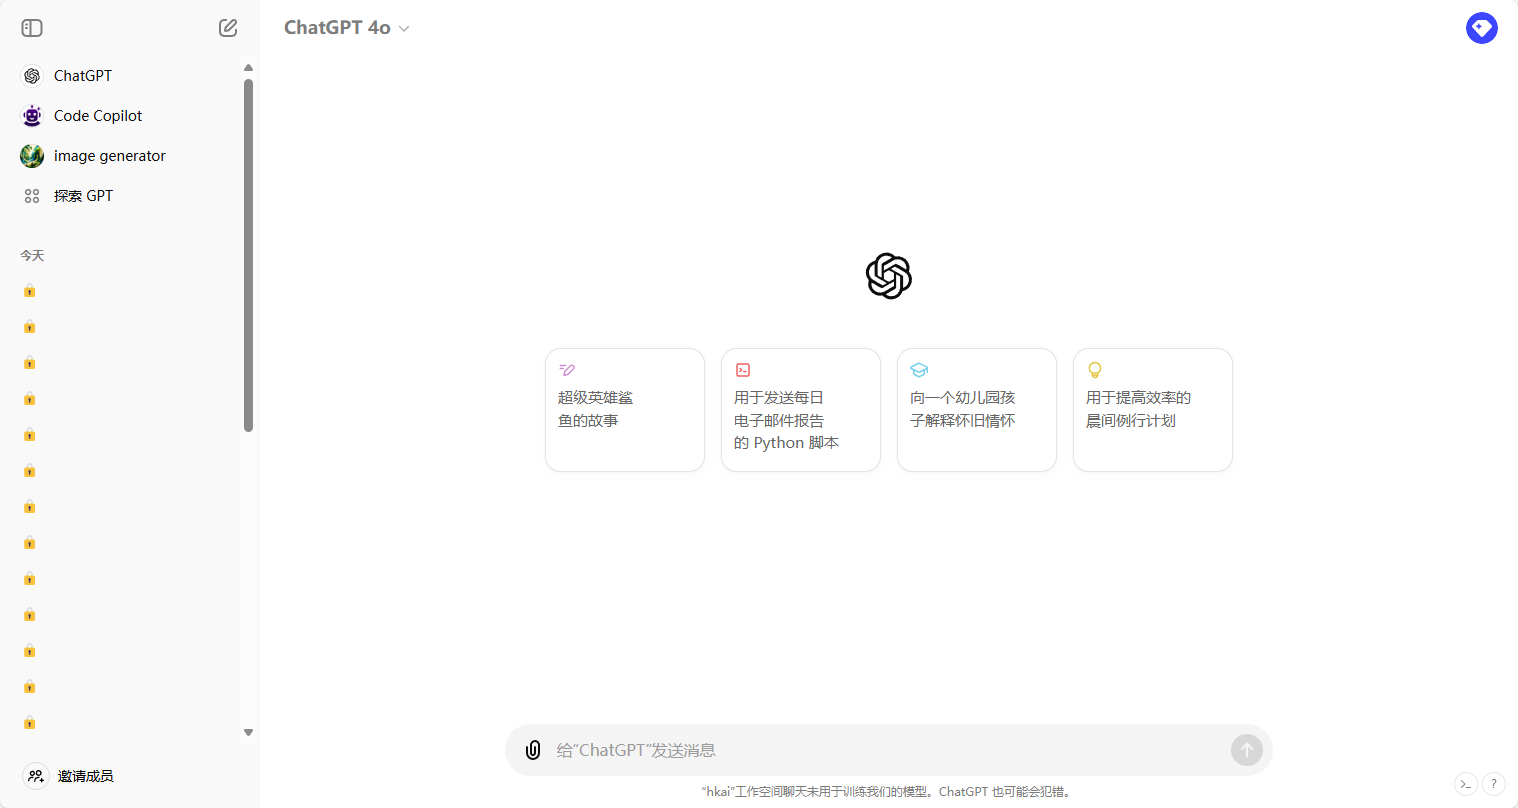 ChatGPT 4o
ChatGPT
Code Copilot
image generator
探索 GPT
今天
邀请成员
超级英雄鲨
鱼的故事
用于发送每日
电子邮件报告
的 Python 脚本
向一个幼儿园孩
子解释怀旧情怀
用于提高效率的
晨间例行计划
给“ChatGPT”发送消息
“hkai”工作空间聊天未用于训练我们的模型。ChatGPT 也可能会犯错。
?